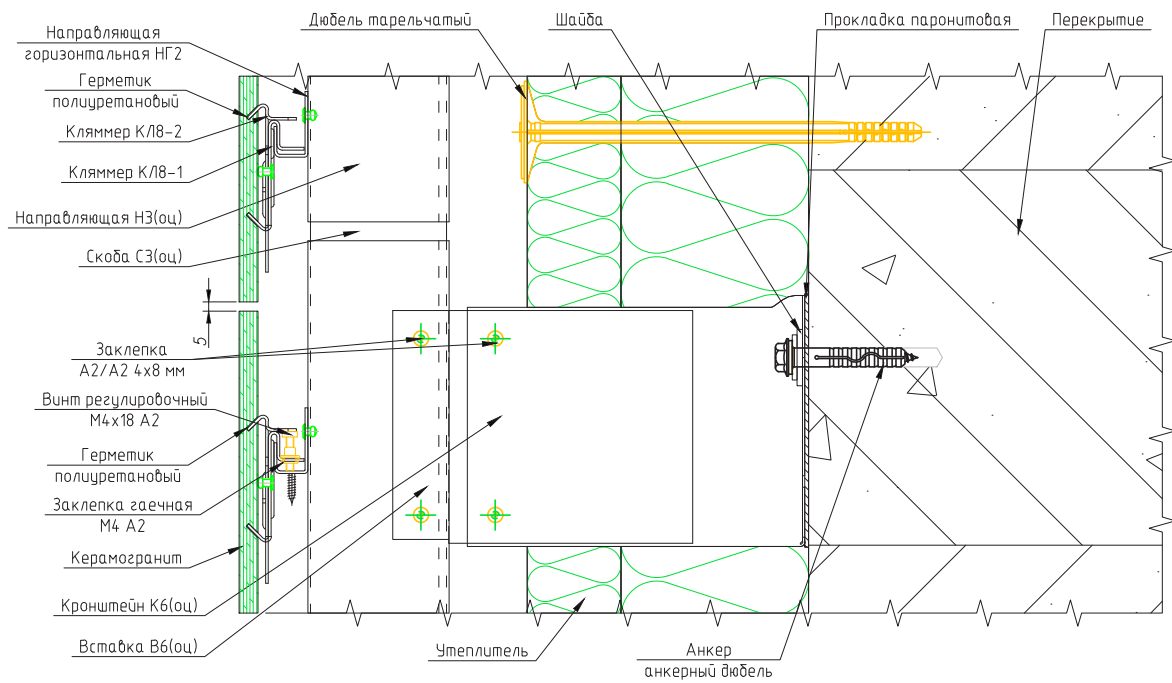 Дюбель тарельчатый
Шайба
Прокладка паронитовая
Перекрытие
Направляющая
горизонтальная НГ2
Герметик
полиуретановый
Кляммер КЛ8-2
Кляммер КЛ8-1
Направляющая Н3(оц)
Скоба С3(оц)
5
Заклепка
А2/А2 4х8 мм
Винт регулировочный
М4х18 А2
Герметик
полиуретановый
Заклепка гаечная
М4 А2
Керамогранит
Кронштейн К6(оц)
Вставка В6(оц)
Утеплитель
Анкер
анкерный дюбель